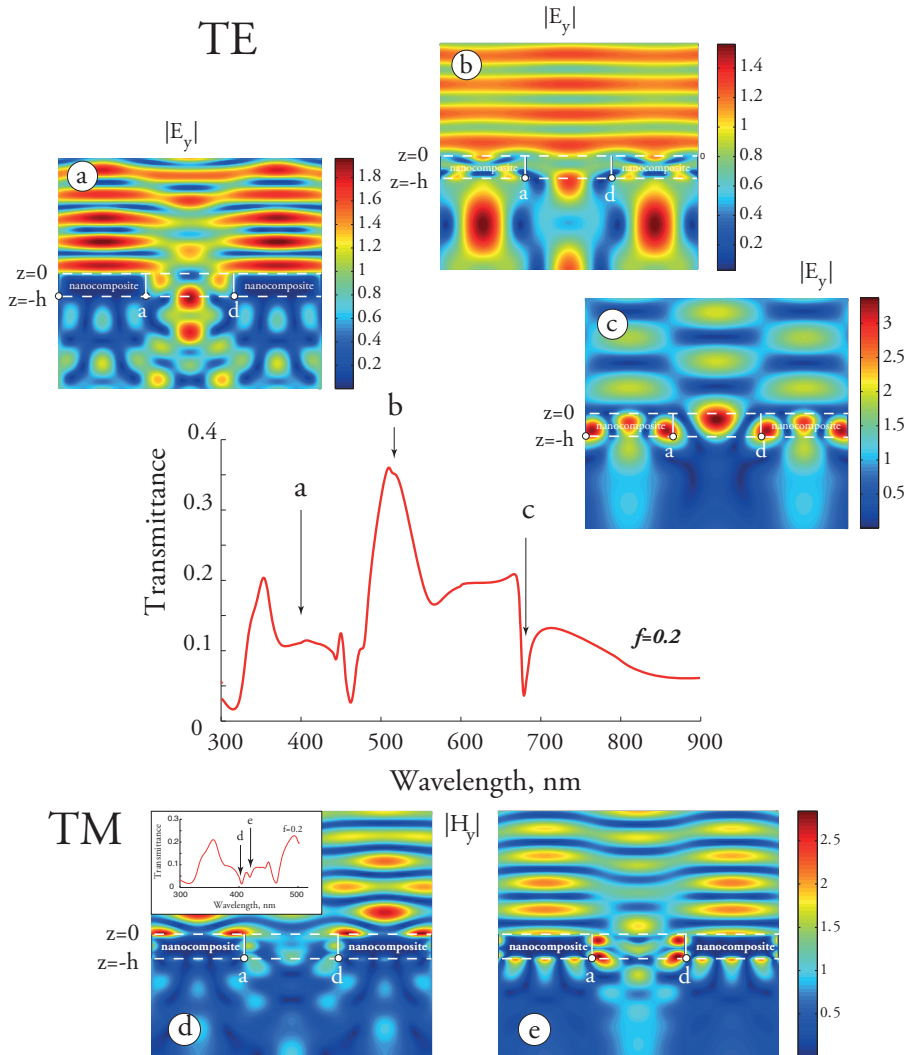 TE
|E_y|
b
1.4
1.2
1
0.8
0.6
0.4
0.2
z=0
z=-h
nanocomposite
nanocomposite
0
a
d
|E_y|
a
1.8
1.6
1.4
1.2
1
0.8
0.6
0.4
0.2
z=0
z=-h
nanocomposite
nanocomposite
a
d
|E_y|
c
3
2.5
2
1.5
1
0.5
z=0
z=-h
nanocomposite
nanocomposite
a
d
Transmittance
0.4
0.3
0.2
0.1
0
a
b
c
f=0.2
300
400
500
600
700
800
900
Wavelength, nm
TM
|H_y|
Transmittance
0.3
0.2
0.1
0
d
e
f=0.2
300
400
500
Wavelength, nm
z=0
z=-h
nanocomposite
nanocomposite
a
d
d
nanocomposite
nanocomposite
a
d
e
2.5
2
1.5
1
0.5